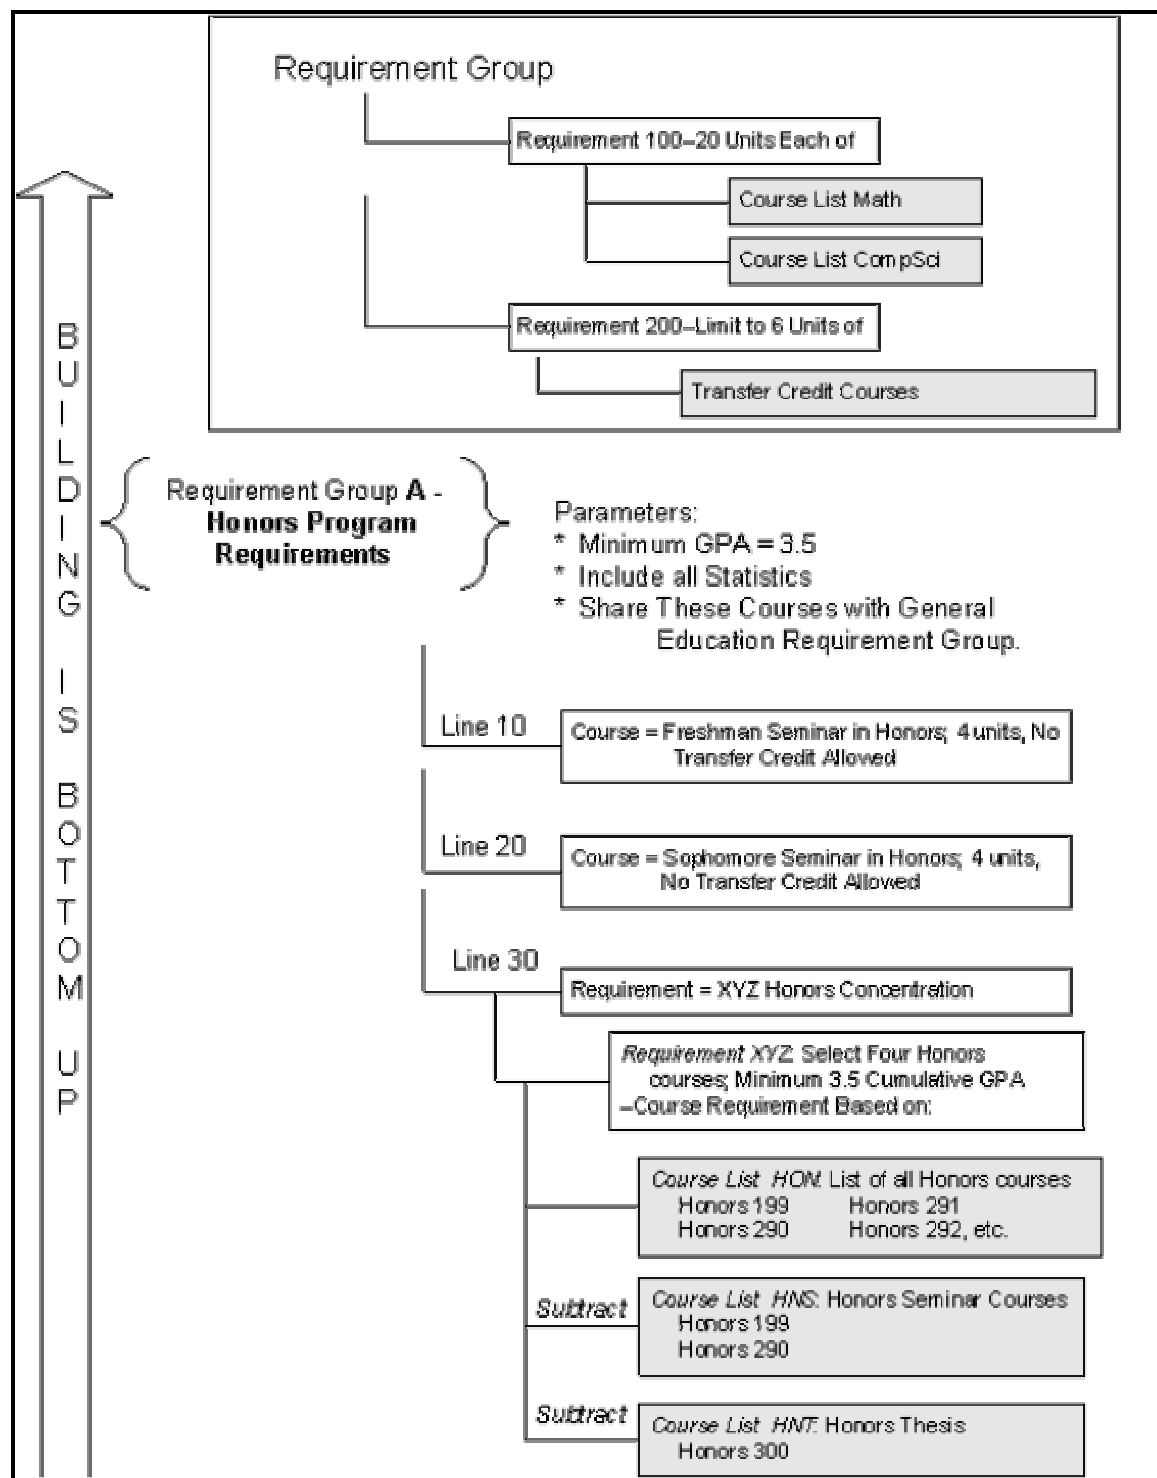 Requirement Group
Requirement 100–20 Units Each of
Course List Math
Course List CompSci
Requirement 200–Limit to 6 Units of
Transfer Credit Courses
BUILDING IS BOTTOM UP
Requirement Group A -
Honors Program
Requirements
Parameters:
* Minimum GPA = 3.5
* Include all Statistics
* Share These Courses with General
Education Requirement Group.
Line 10
Course = Freshman Seminar in Honors; 4 units, No
Transfer Credit Allowed
Line 20
Course = Sophomore Seminar in Honors; 4 units,
No Transfer Credit Allowed
Line 30
Requirement = XYZ Honors Concentration
Requirement XYZ: Select Four Honors
courses; Minimum 3.5 Cumulative GPA
–Course Requirement Based on:
Course List HON: List of all Honors courses
Honors 199 Honors 291
Honors 290 Honors 292, etc.
Subtract
Course List HNS: Honors Seminar Courses
Honors 199
Honors 290
Subtract
Course List HNT: Honors Thesis
Honors 300